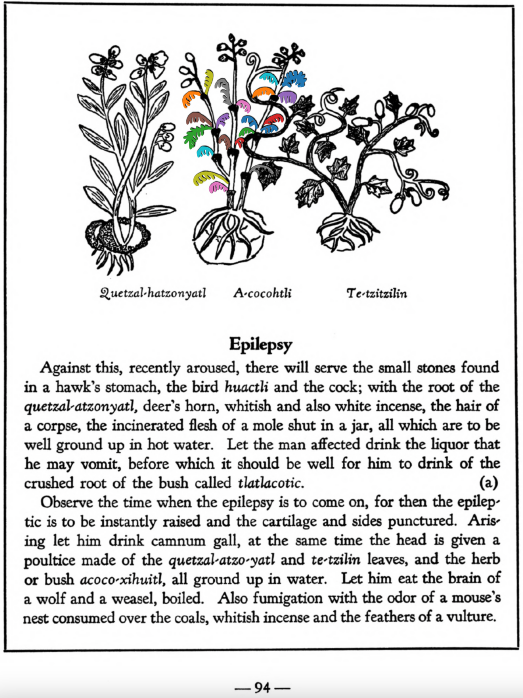 Quetzal-hatzonyatl A-cocohtli Te-tzitzilin
Epilepsy
Against this, recently aroused, there will serve the small stones found
in a hawk's stomach, the bird huactli and the cock; with the root of the
quetzal-atzonyatl, deer's horn, whitish and also white incense, the hair of
a corpse, the incinerated flesh of a mole shut in a jar, all which are to be
well ground up in hot water. Let the man affected drink the liquor that
he may vomit, before which it should be well for him to drink of the
crushed root of the bush called tlatlacotic. (a)
Observe the time when the epilepsy is to come on, for then the epilep-
tic is to be instantly raised and the cartilage and sides punctured. Aris-
ing let him drink camnum gall, at the same time the head is given a
poultice made of the quetzal-atzo-yatl and te-tzilin leaves, and the herb
or bush acoco-xihuitl, all ground up in water. Let him eat the brain of
a wolf and a weasel, boiled. Also fumigation with the odor of a mouse's
nest consumed over the coals, whitish incense and the feathers of a vulture.
— 94 —